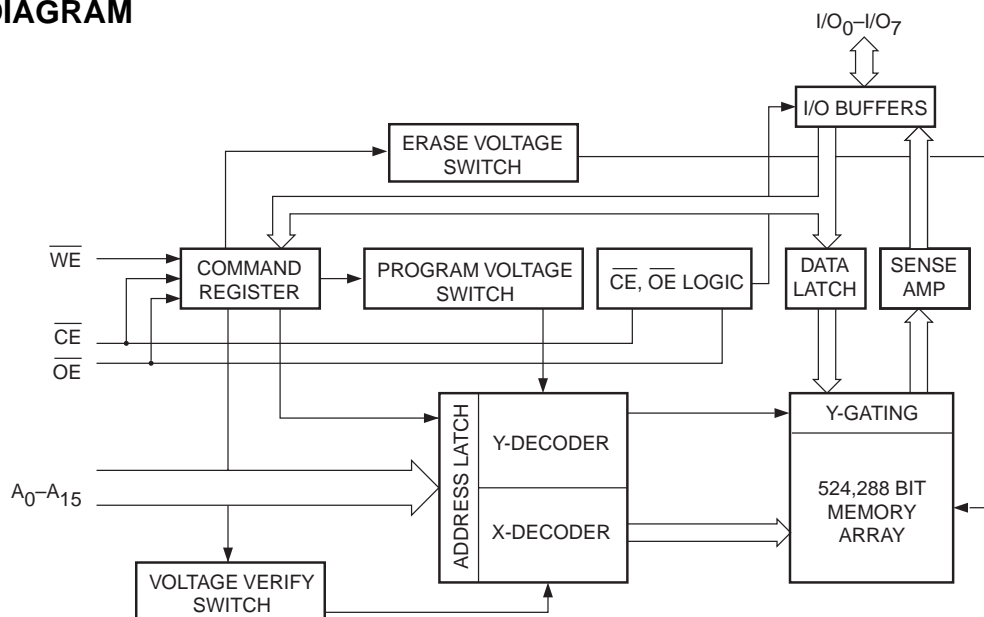 DIAGRAM
I/O0–I/O7
I/O BUFFERS
ERASE VOLTAGE
SWITCH
WE
COMMAND
REGISTER
PROGRAM VOLTAGE
SWITCH
CE, OE LOGIC
DATA
LATCH
SENSE
AMP
CE
OE
ADDRESS LATCH
Y-DECODER
Y-GATING
A0–A15
X-DECODER
524,288 BIT
MEMORY
ARRAY
VOLTAGE VERIFY
SWITCH